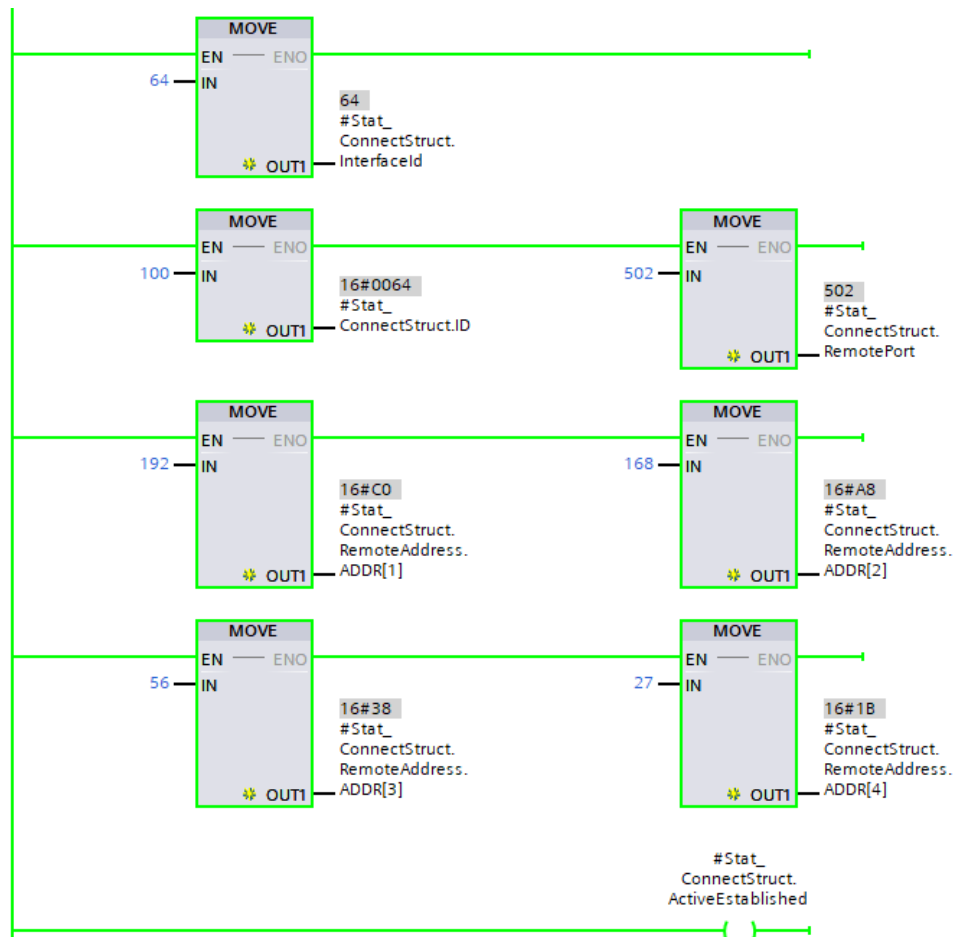 MOVE
EN ENO
64 IN
64
#Stat_
ConnectStruct.
InterfaceId
OUT1
MOVE
EN ENO
100 IN
16#0064
#Stat_
ConnectStruct.ID
OUT1
MOVE
EN ENO
502 IN
502
#Stat_
ConnectStruct.
RemotePort
OUT1
MOVE
EN ENO
192 IN
16#C0
#Stat_
ConnectStruct.
RemoteAddress.
ADDR[1]
OUT1
MOVE
EN ENO
168 IN
16#A8
#Stat_
ConnectStruct.
RemoteAddress.
ADDR[2]
OUT1
MOVE
EN ENO
56 IN
16#38
#Stat_
ConnectStruct.
RemoteAddress.
ADDR[3]
OUT1
MOVE
EN ENO
27 IN
16#1B
#Stat_
ConnectStruct.
RemoteAddress.
ADDR[4]
OUT1
#Stat_
ConnectStruct.
ActiveEstablished